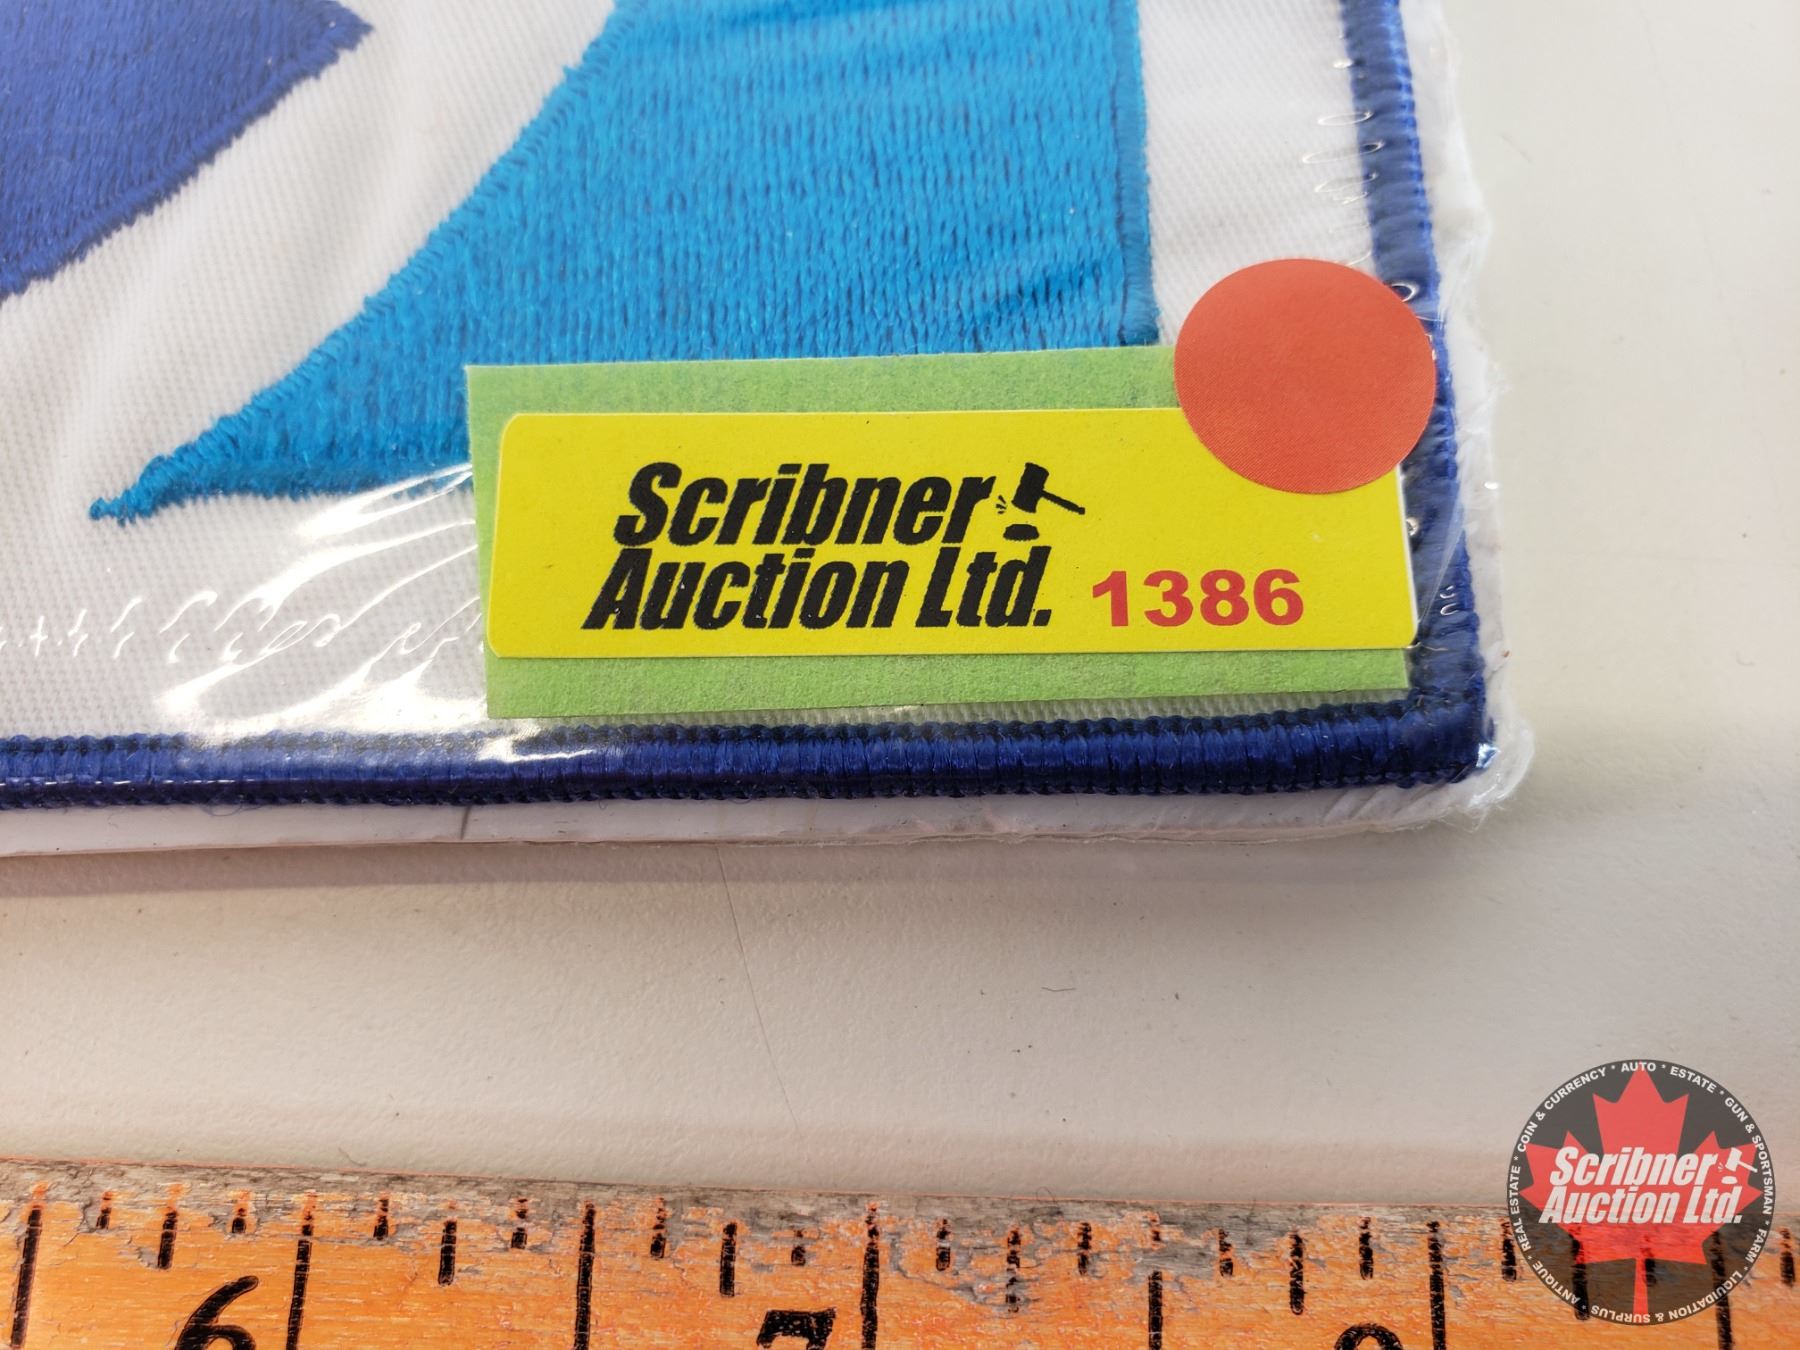 Scribner
Auction Ltd. 1386
6 7 8
ANTIQUE * REAL ESTATE * COIN & CURRENCY * AUTO * ESTATE * GUN & SPORTSMAN * FARM * LIQUIDATION & SURPLUS *
Scribner
Auction Ltd.